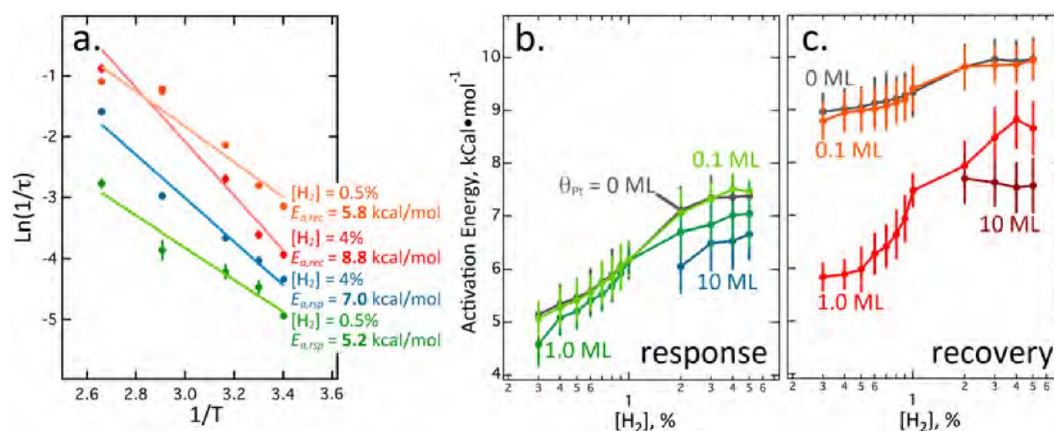 a.
Ln(1/τ)
-1
-2
-3
-4
-5
2.6 2.8 3.0 3.2 3.4
1/T
[H₂] = 0.5%
Eₐ,rec = 5.8 kcal/mol
[H₂] = 4%
Eₐ,rec = 8.8 kcal/mol
[H₂] = 4%
Eₐ,rsp = 7.0 kcal/mol
[H₂] = 0.5%
Eₐ,rsp = 5.2 kcal/mol
b.
Activation Energy, kCal•mol⁻¹
10
9
8
7
6
5
4
0.1 ML
θPt = 0 ML
10 ML
1.0 ML
response
2 3 4 5 6 1 2 3 4 5 6
[H₂], %
c.
0 ML
0.1 ML
10 ML
1.0 ML
recovery
2 3 4 5 6 1 2 3 4 5 6
[H₂], %